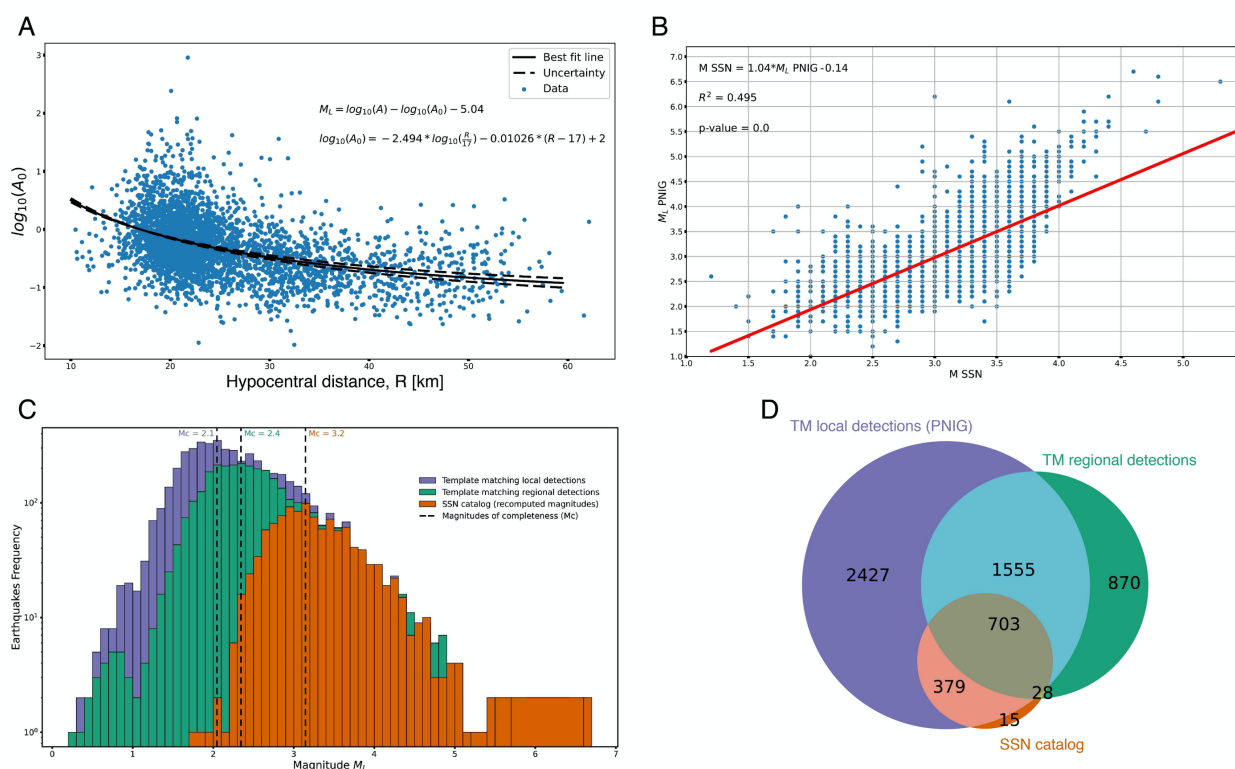 A
Best fit line
Uncertainty
Data
M_L = log₁₀(A) − log₁₀(A₀) − 5.04
log₁₀(A₀) = −2.494 * log₁₀(R/17) − 0.01026 * (R − 17) + 2
3
2
1
0
−1
−2
log₁₀(A₀)
10 20 30 40 50 60
Hypocentral distance, R [km]
B
M SSN = 1.04*M_L PNIG -0.14
R² = 0.495
p-value = 0.0
7.0
6.5
6.0
5.5
5.0
4.5
4.0
3.5
3.0
2.5
2.0
1.5
1.0
M_L PNIG
1.0 1.5 2.0 2.5 3.0 3.5 4.0 4.5 5.0
M SSN
C
Mc = 2.1 Mc = 2.4 Mc = 3.2
Template matching local detections
Template matching regional detections
SSN catalog (recomputed magnitudes)
Magnitudes of completeness (Mc)
10²
10¹
10⁰
Earthquakes Frequency
0 1 2 3 4 5 6 7
Magnitude M_L
D
TM local detections (PNIG)
TM regional detections
2427 1555 870
703
379 28
15
SSN catalog